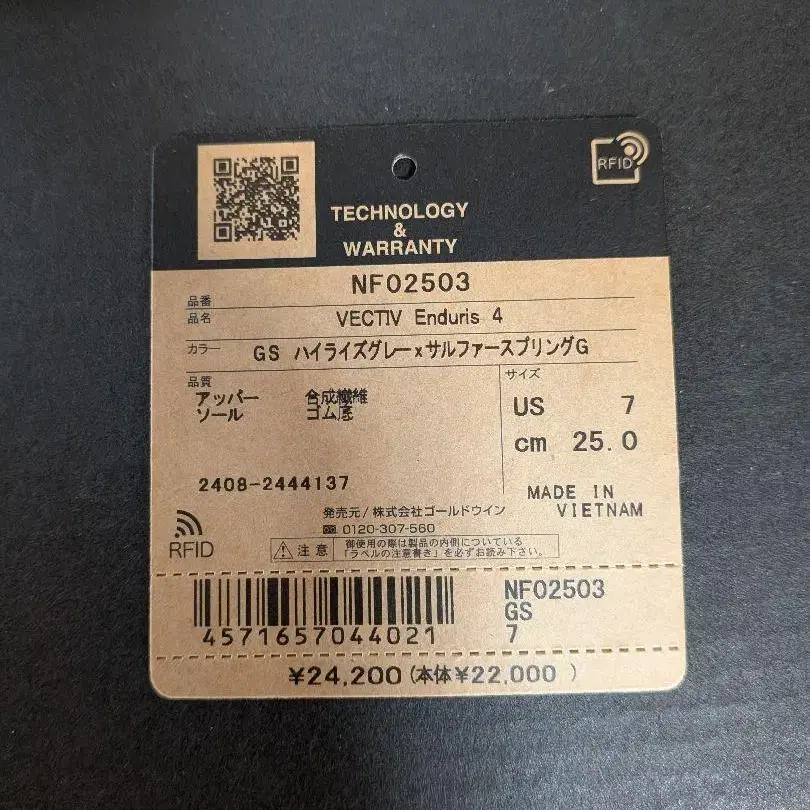 RFID
TECHNOLOGY
&
WARRANTY
品番 NF02503
品名 VECTIV Enduris 4
カラー GS ハイライズグレーxサルファースプリングG
品質
アッパー 合成繊維
ソール ゴム底
サイズ
US 7
cm 25.0
2408-2444137
MADE IN
VIETNAM
発売元/株式会社ゴールドウイン
0120-307-560
RFID
注意 御使用の際は製品の内側についている
「ラベルの注意書き」を必ずお読み下さい。
4571657044021
NF02503
GS
7
¥24,200 (本体¥22,000 )